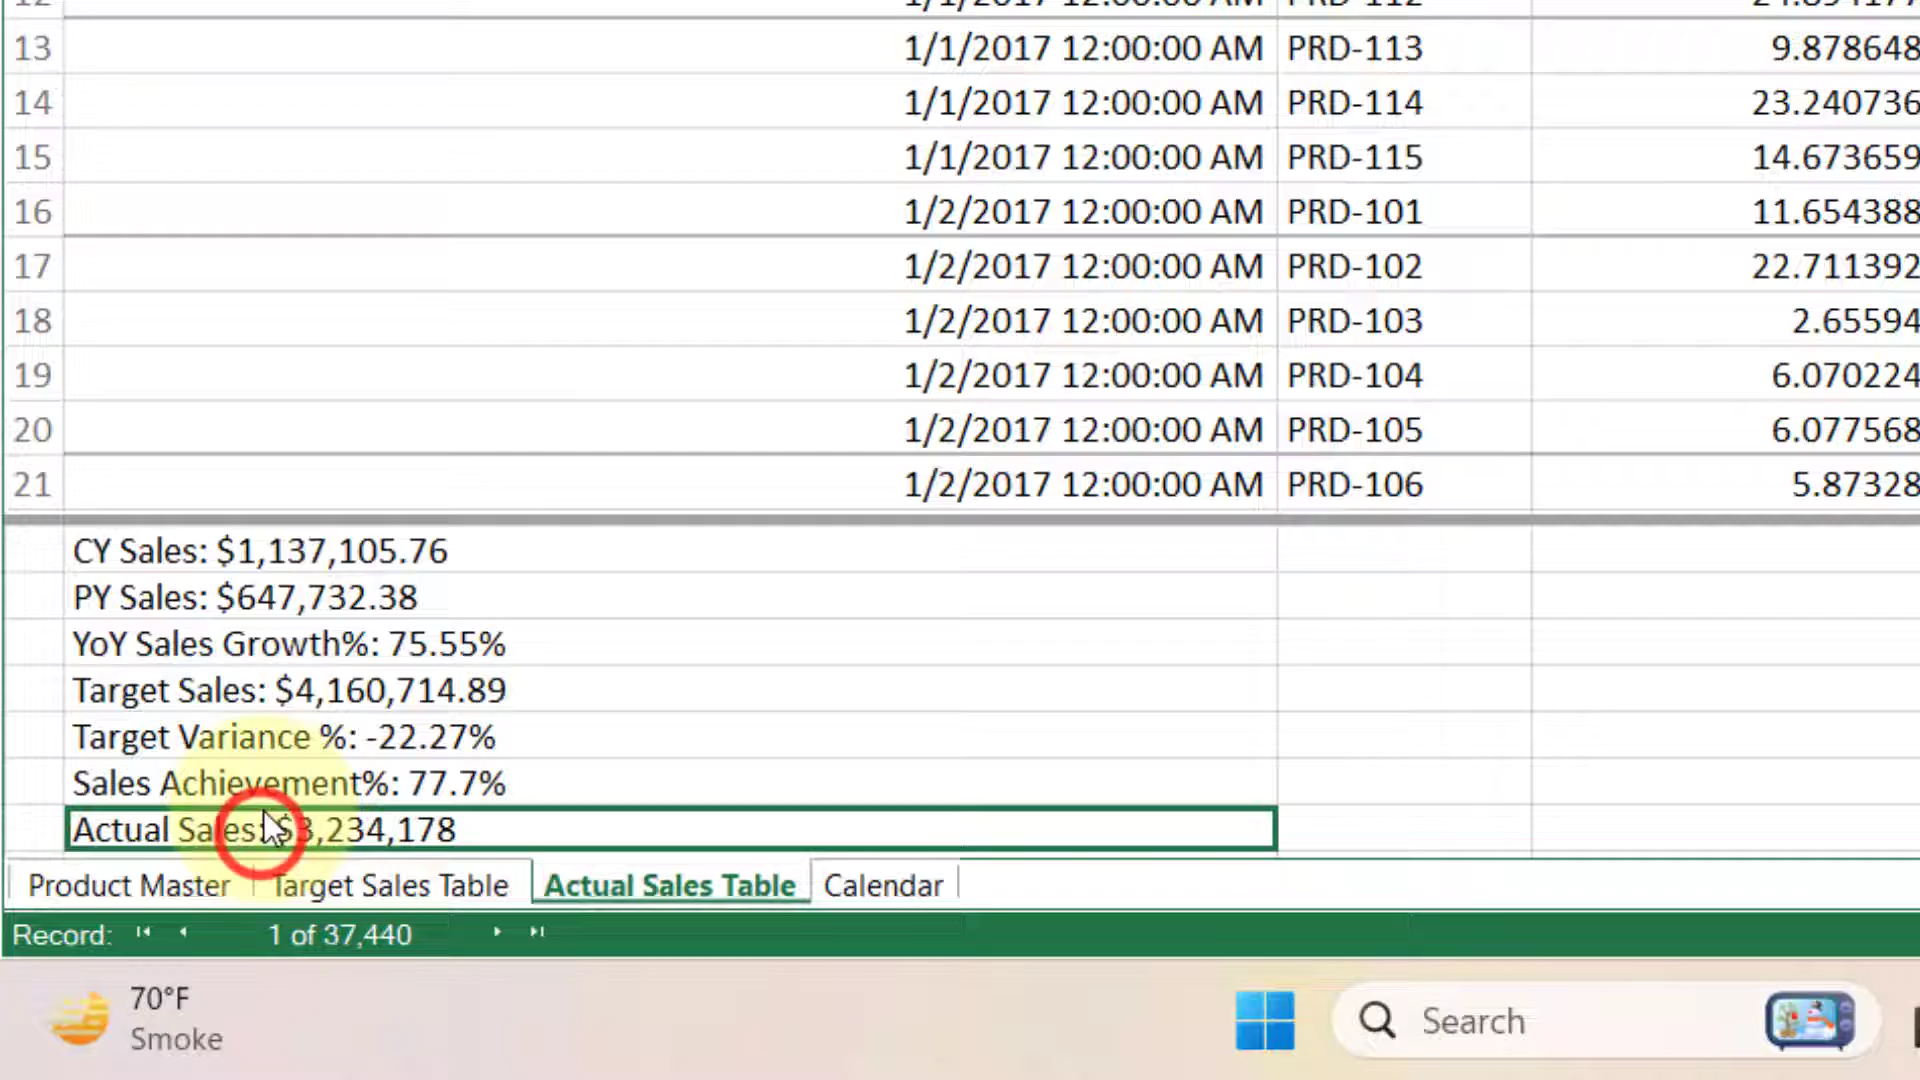 13 1/1/2017 12:00:00 AM PRD-113 9.878648
14 1/1/2017 12:00:00 AM PRD-114 23.240736
15 1/1/2017 12:00:00 AM PRD-115 14.673659
16 1/2/2017 12:00:00 AM PRD-101 11.654388
17 1/2/2017 12:00:00 AM PRD-102 22.711392
18 1/2/2017 12:00:00 AM PRD-103 2.65594
19 1/2/2017 12:00:00 AM PRD-104 6.070224
20 1/2/2017 12:00:00 AM PRD-105 6.077568
21 1/2/2017 12:00:00 AM PRD-106 5.87328
CY Sales: $1,137,105.76
PY Sales: $647,732.38
YoY Sales Growth%: 75.55%
Target Sales: $4,160,714.89
Target Variance %: -22.27%
Sales Achievement%: 77.7%
Actual Sales: $3,234,178
Product Master Target Sales Table Actual Sales Table Calendar
Record: 1 of 37,440
70°F
Smoke
Search